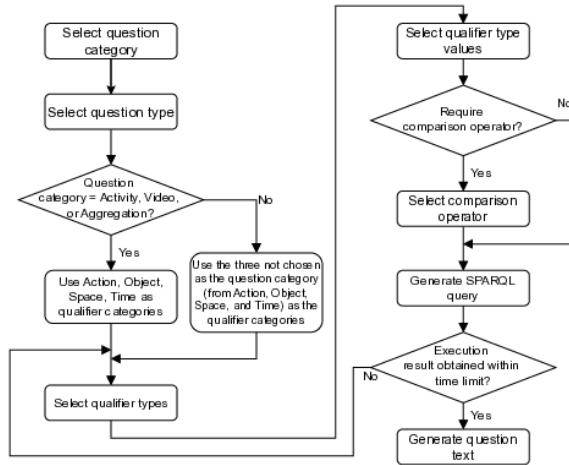 Select question
category
Select question type
Question
category = Activity, Video,
or Aggregation?
No
Yes
Use Action, Object,
Space, Time as
qualifier categories
Use the three not chosen
as the question category
(from Action, Object,
Space, and Time) as the
qualifier categories
Select qualifier types
Select qualifier type
values
Require
comparison operator?
No
Yes
Select comparison
operator
Generate SPARQL
query
Execution
result obtained within
time limit?
No
Yes
Generate question
text